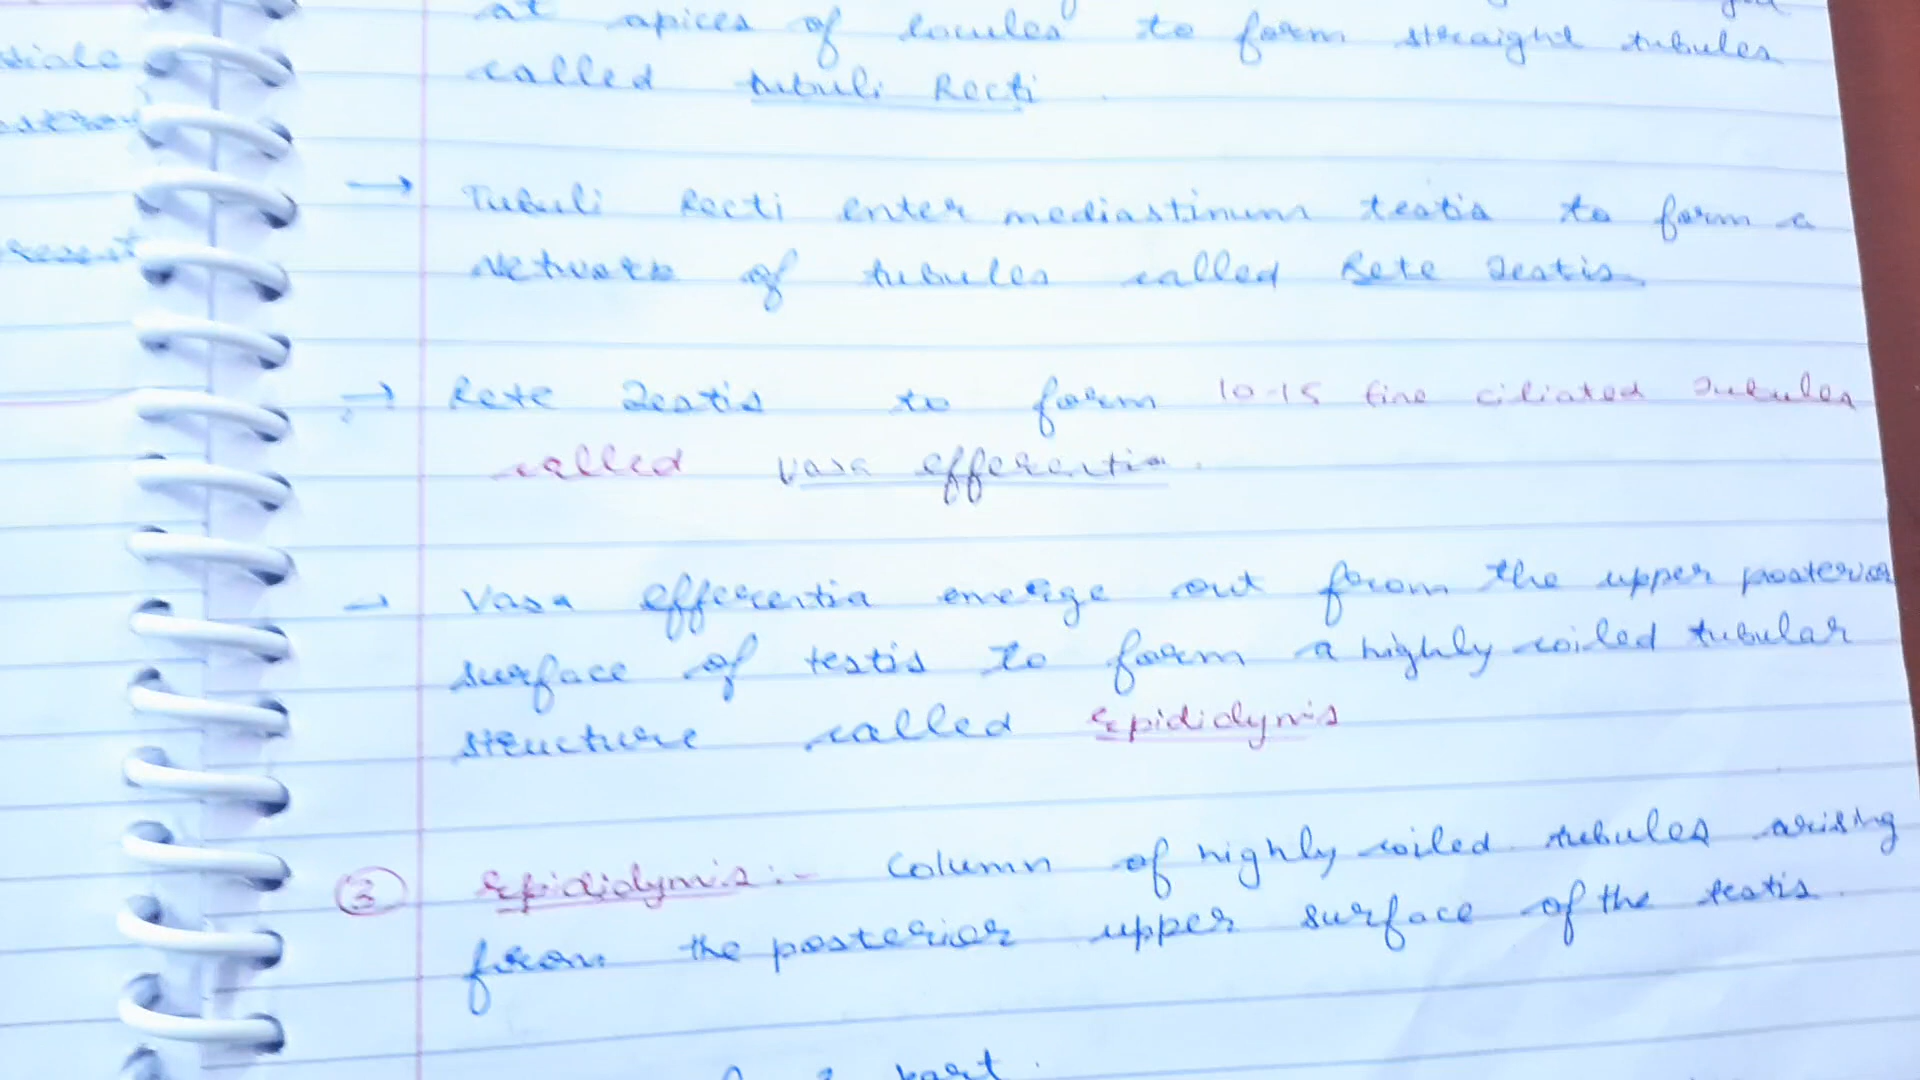 at apices of locules to form straight tubules
called tubuli Recti
→ Tubuli Recti enter mediastinum testis to form a
Network of tubules called Rete Testis
→ Rete Testis to form 10-15 fine ciliated Tubules
called vasa efferentia.
→ Vasa efferentia emerge out from the upper posterior
surface of testis to form a highly coiled tubular
structure called Epididymis
③ Epididymis:- Column of highly coiled tubules arising
from the posterior upper surface of the testis.
part.